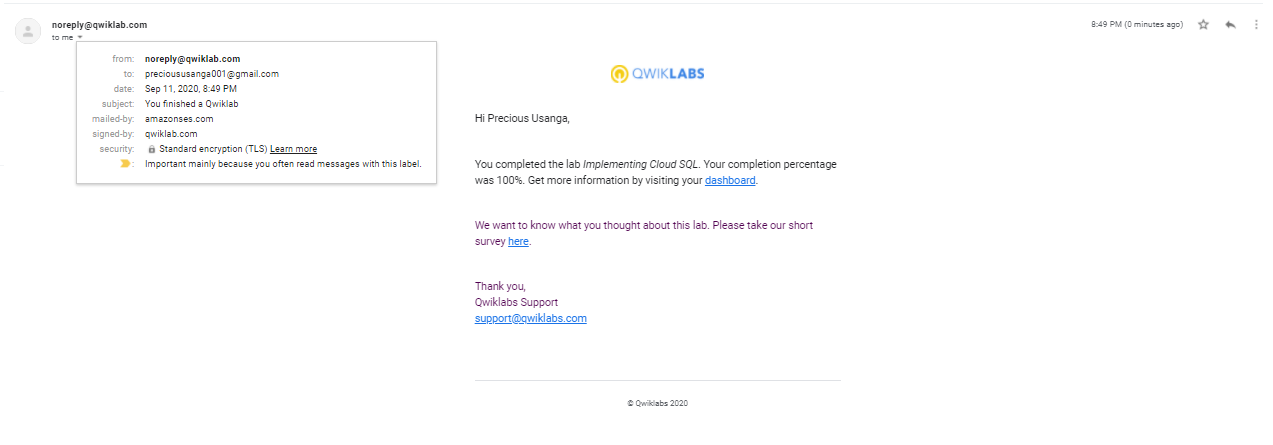 noreply@qwiklab.com
8:49 PM (0 minutes ago)
to me
from: noreply@qwiklab.com
to: precioususanga001@gmail.com
date: Sep 11, 2020, 8:49 PM
subject: You finished a Qwiklab
mailed-by: amazonses.com
signed-by: qwiklab.com
security: Standard encryption (TLS) Learn more
: Important mainly because you often read messages with this label.
QWIKLABS
Hi Precious Usanga,
You completed the lab Implementing Cloud SQL. Your completion percentage
was 100%. Get more information by visiting your dashboard.
We want to know what you thought about this lab. Please take our short
survey here.
Thank you,
Qwiklabs Support
support@qwiklabs.com
© Qwiklabs 2020